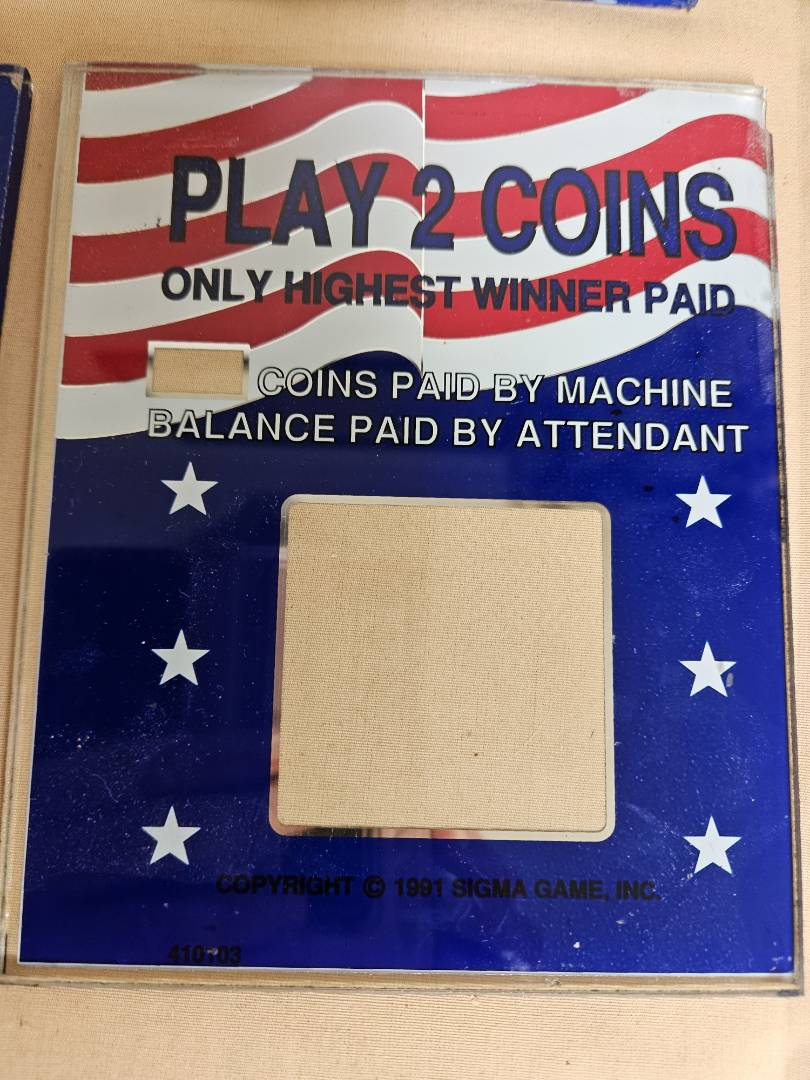 PLAY 2 COINS
ONLY HIGHEST WINNER PAID
COINS PAID BY MACHINE
BALANCE PAID BY ATTENDANT
COPYRIGHT © 1991 SIGMA GAME, INC.
410103